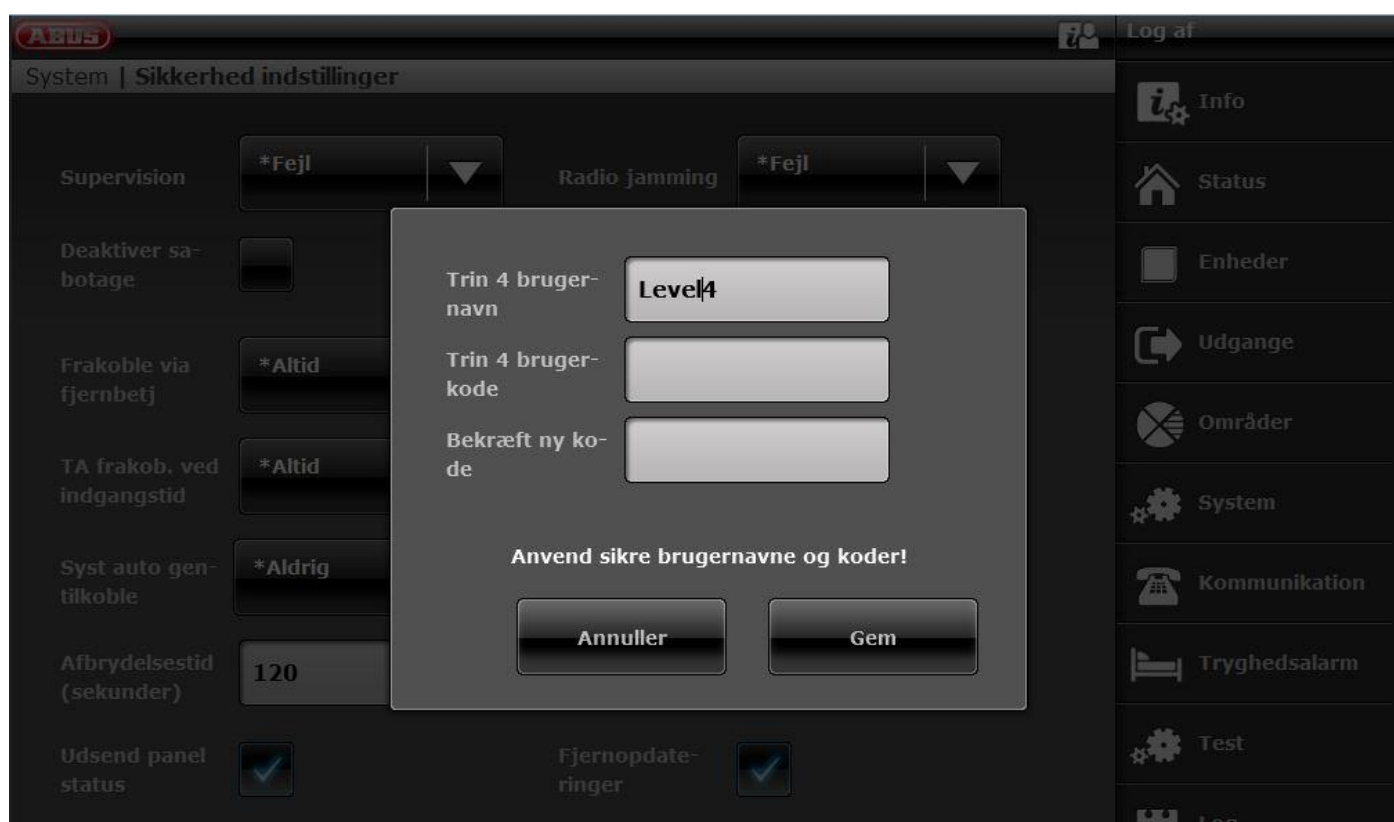 ABUS
Log af
System | Sikkerhed indstillinger
Info
Supervision
*Fejl
Radio jamming
*Fejl
Status
Deaktiver sa-
botage
Enheder
Trin 4 bruger-
navn
Level4
Frakoble via
fjernbetj
*Altid
Trin 4 bruger-
kode
Udgange
Bekræft ny ko-
de
Områder
TA frakob. ved
indgangstid
*Altid
System
Anvend sikre brugernavne og koder!
Syst auto gen-
tilkoble
*Aldrig
Kommunikation
Annuller
Gem
Afbrydelsestid
(sekunder)
120
Tryghedsalarm
Udsend panel
status
Fjernopdate-
ringer
Test
Log